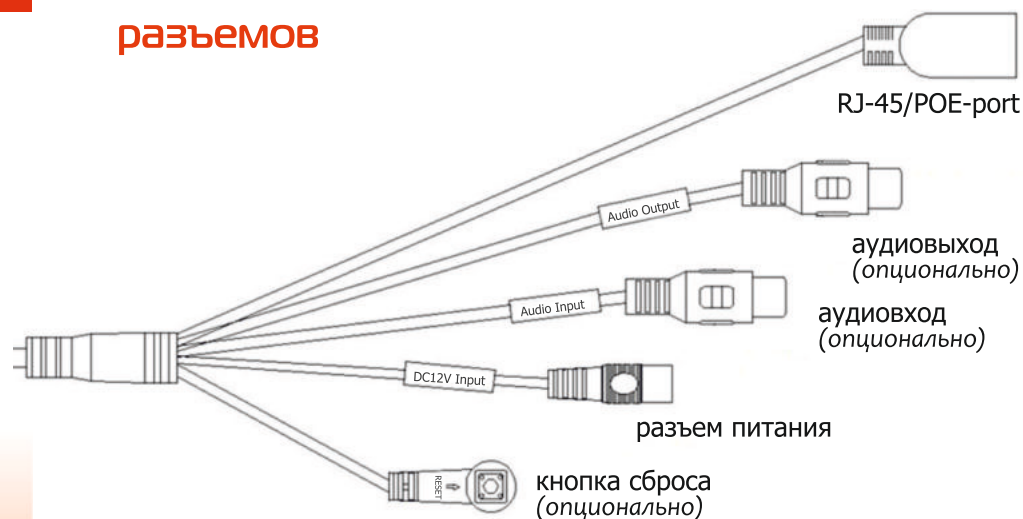 разъемов
RJ-45/POE-port
Audio Output
аудиовыход
(опционально)
Audio Input
аудиовход
(опционально)
DC12V Input
разъем питания
RESET
кнопка сброса
(опционально)